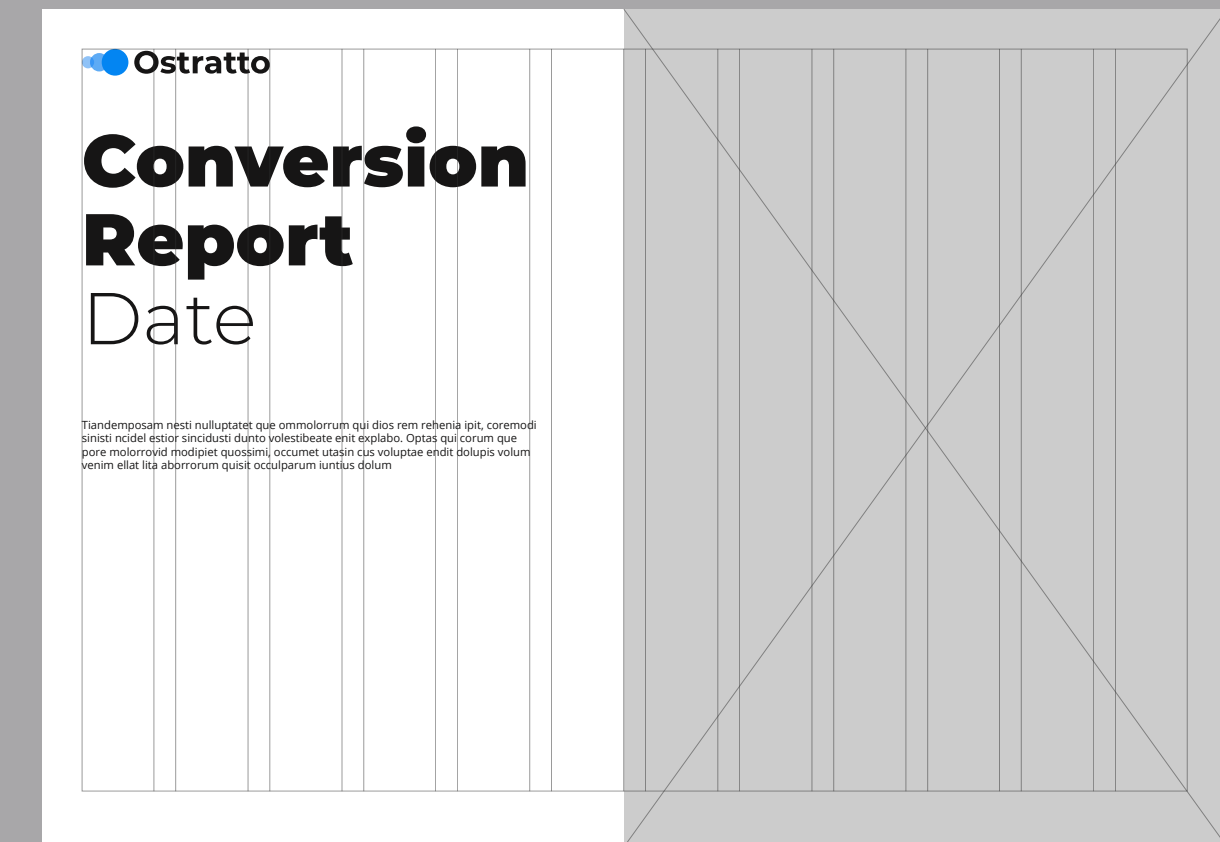 Ostratto
Conversion
Report
Date
Tiandemposam nesti nulluptatet que ommolorrum qui dios rem rehenia ipit, coremodi
sinisti ncidel estior sincidusti dunto volestibeate enit explabo. Optas qui corum que
pore molorrovid modipiet quossimi, occumet utasin cus voluptae endit dolupis volum
venim ellat lita aborrorum quisit occulparum iuntius dolum